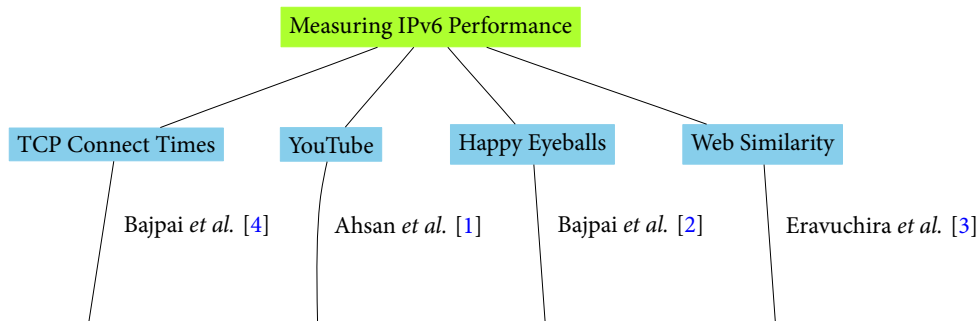 Measuring IPv6 Performance
TCP Connect Times
YouTube
Happy Eyeballs
Web Similarity
Bajpai et al. [4]
Ahsan et al. [1]
Bajpai et al. [2]
Eravuchira et al. [3]